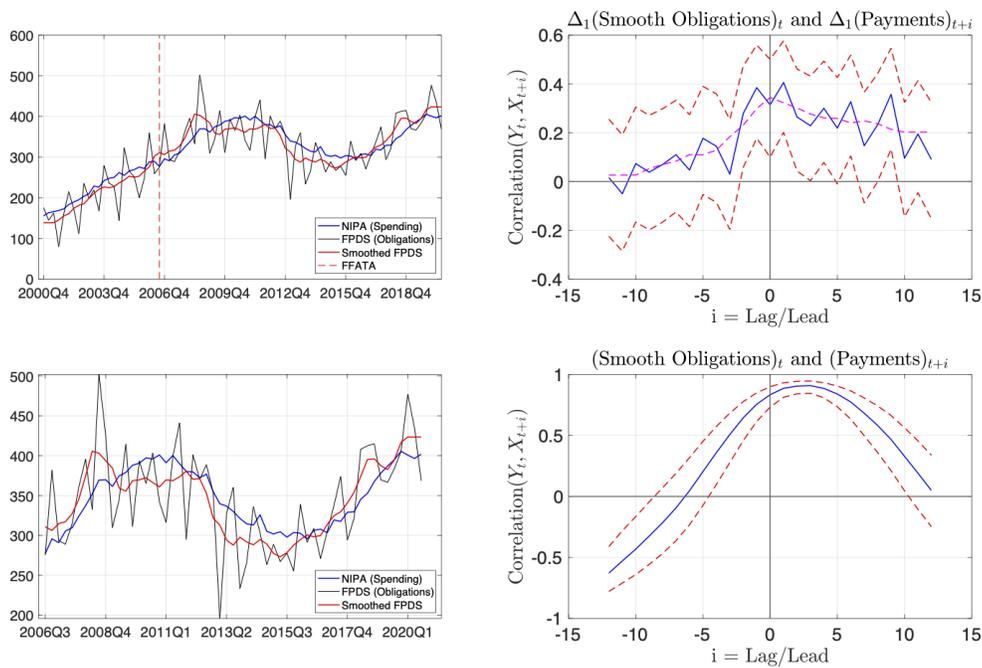 600
500
400
300
200
100
0
2000Q4 2003Q4 2006Q4 2009Q4 2012Q4 2015Q4 2018Q4
NIPA (Spending)
FPDS (Obligations)
Smoothed FPDS
FFATA
Δ₁(Smooth Obligations)ₜ and Δ₁(Payments)ₜ₊ᵢ
Correlation(Yₜ, Xₜ₊ᵢ)
0.6
0.4
0.2
0
-0.2
-0.4
-15 -10 -5 0 5 10 15
i = Lag/Lead
500
450
400
350
300
250
200
2006Q3 2008Q4 2011Q1 2013Q2 2015Q3 2017Q4 2020Q1
NIPA (Spending)
FPDS (Obligations)
Smoothed FPDS
(Smooth Obligations)ₜ and (Payments)ₜ₊ᵢ
Correlation(Yₜ, Xₜ₊ᵢ)
1
0.5
0
-0.5
-1
-15 -10 -5 0 5 10 15
i = Lag/Lead